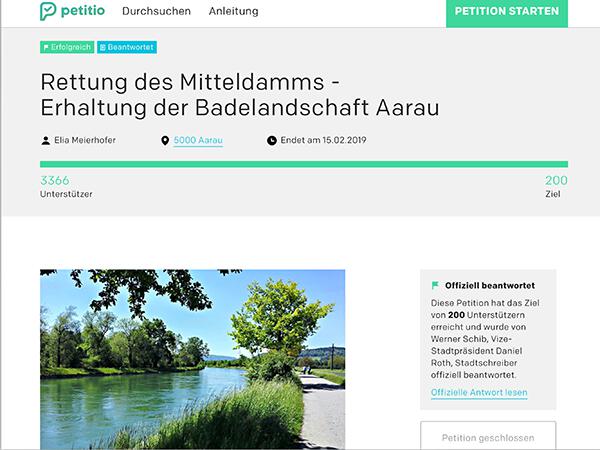 petitio Durchsuchen Anleitung PETITION STARTEN
Erfolgreich Beantwortet
Rettung des Mitteldamms -
Erhaltung der Badelandschaft Aarau
Elia Meierhofer 5000 Aarau Endet am 15.02.2019
3366 200
Unterstützer Ziel
Offiziell beantwortet
Diese Petition hat das Ziel
von 200 Unterstützern
erreicht und wurde von
Werner Schib, Vize-
Stadtpräsident Daniel
Roth, Stadtschreiber
offiziell beantwortet.
Offizielle Antwort lesen
Petition geschlossen